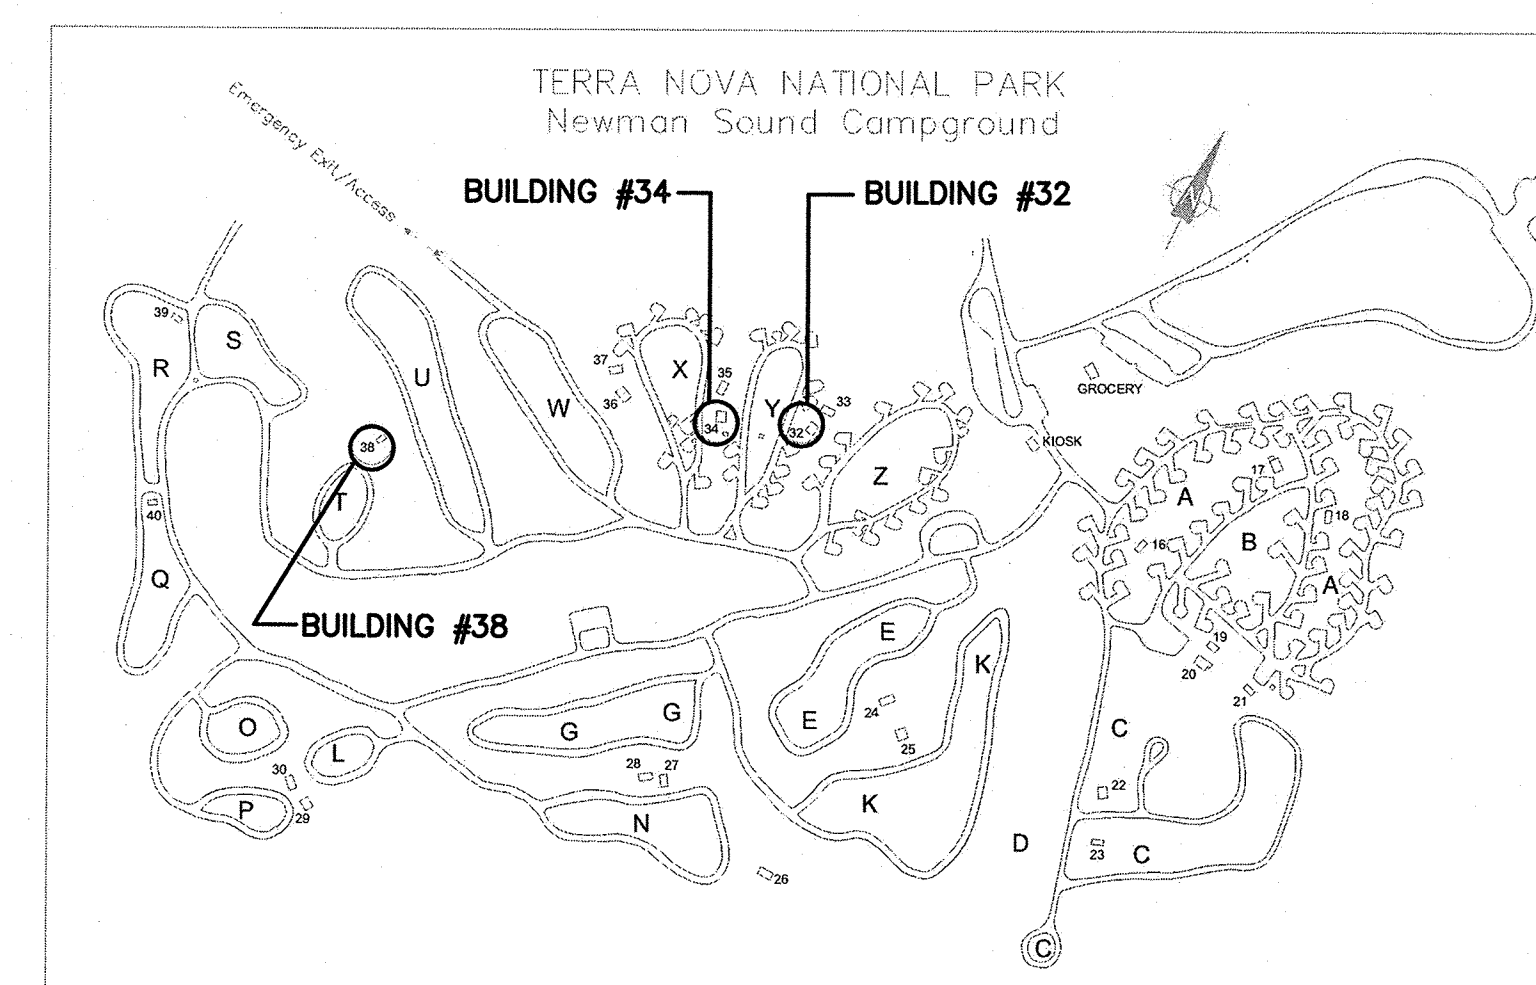 TERRA NOVA NATIONAL PARK
Newman Sound Campground
Emergency Exit/Access
BUILDING #34
BUILDING #32
N
39
S
R
U
W
37
36
X
35
34
Y
32
33
Z
GROCERY
KIOSK
38
T
40
Q
BUILDING #38
A
17
18
16
B
A
19
20
21
E
K
E
24
25
G
G
O
L
30
P
29
28
27
N
K
26
C
22
D
23
C
C